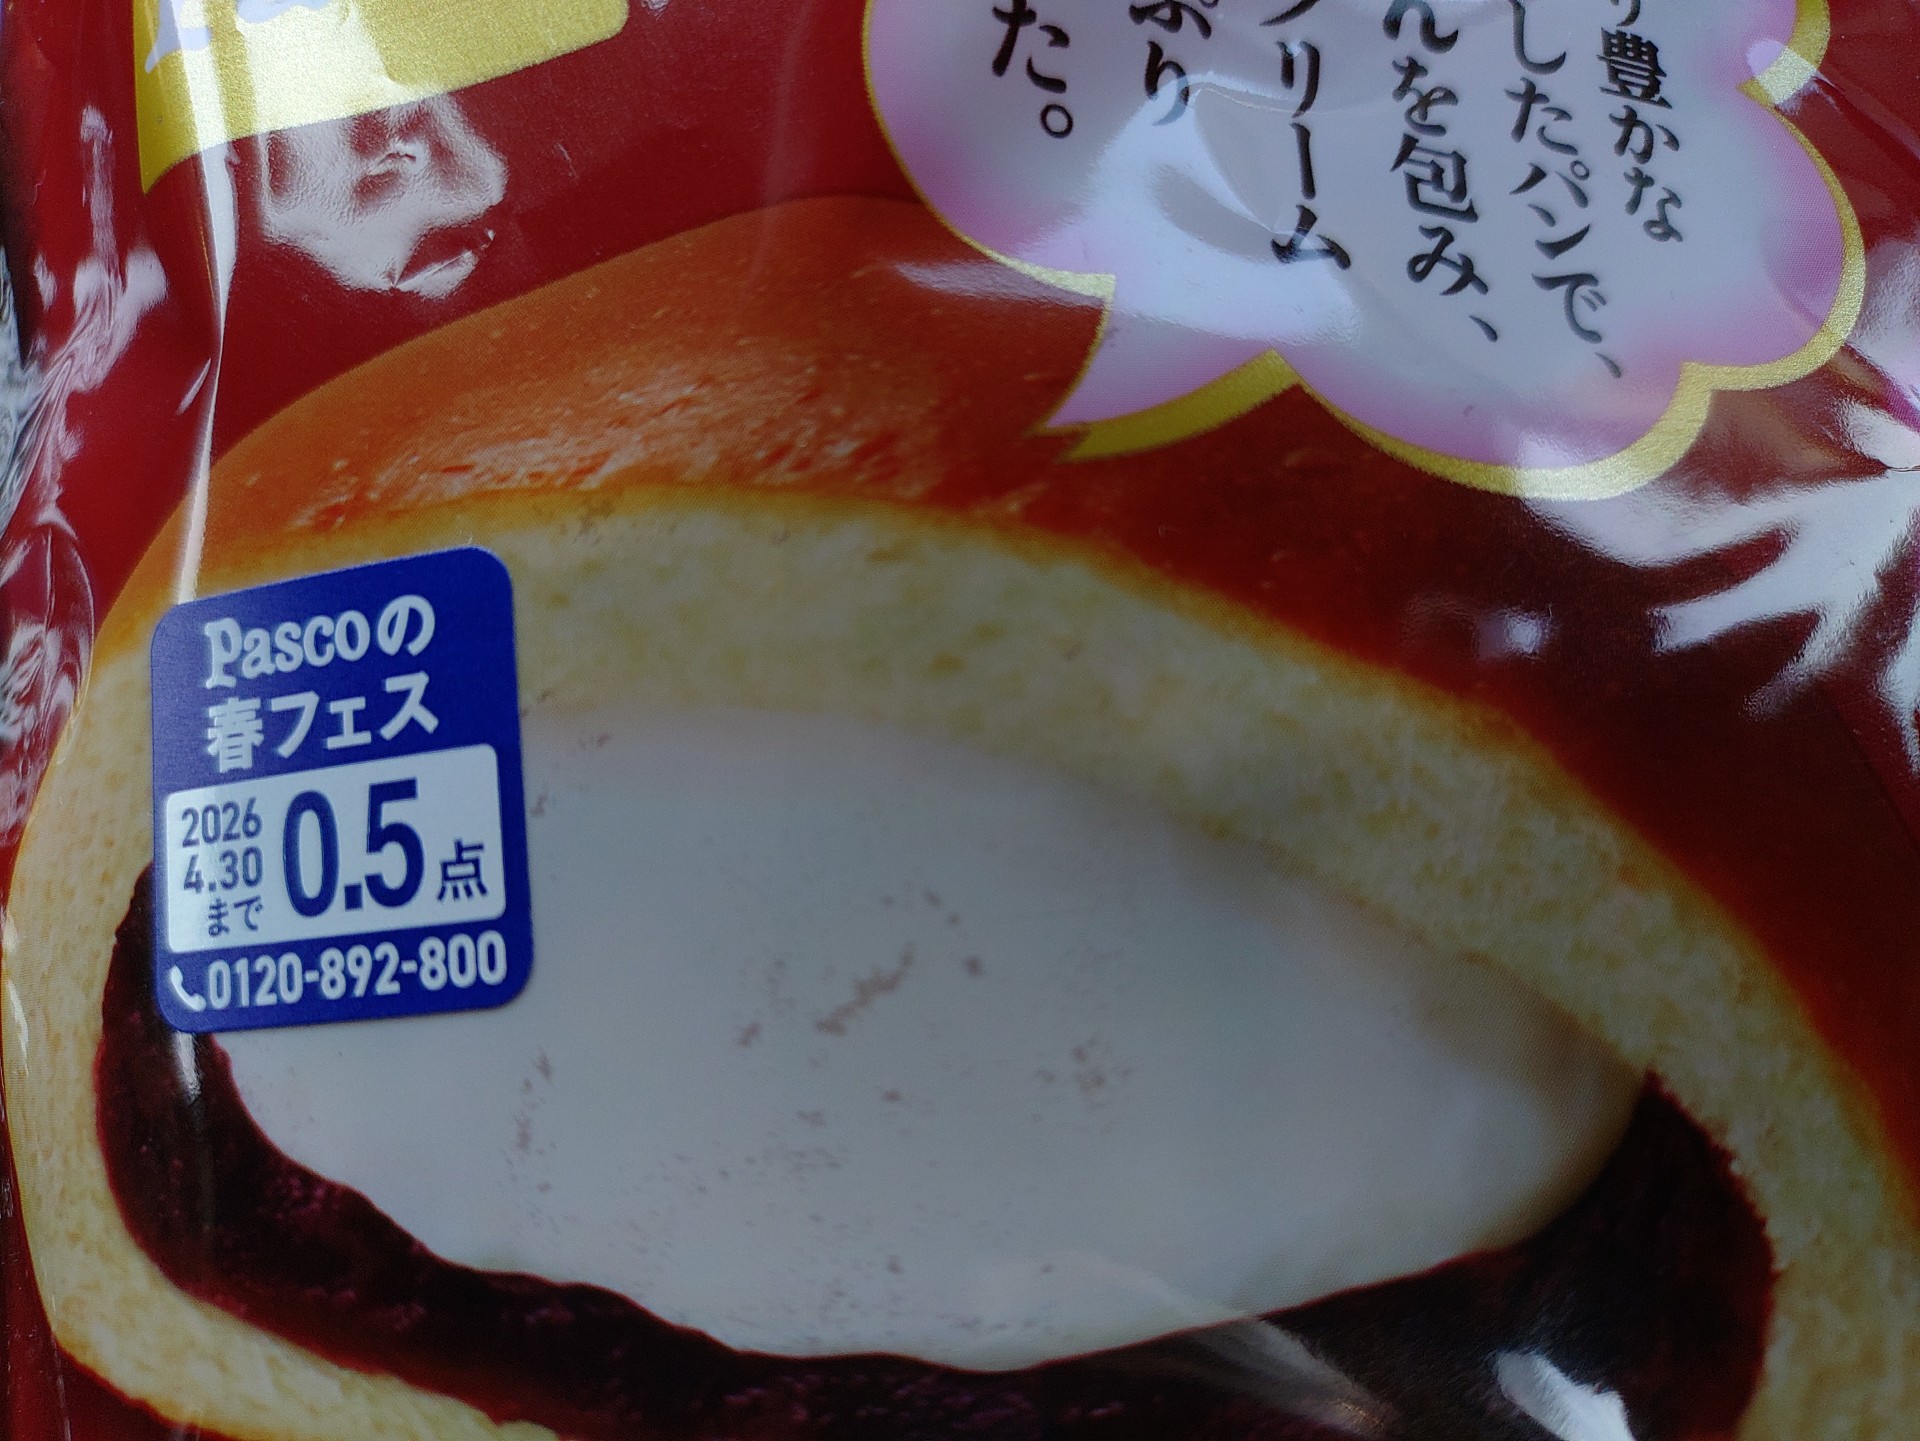 豊かな
したパンで、
んを包み、
リーム
ぷり
た。
Pascoの
春フェス
2026
4.30
まで
0.5点
0120-892-800